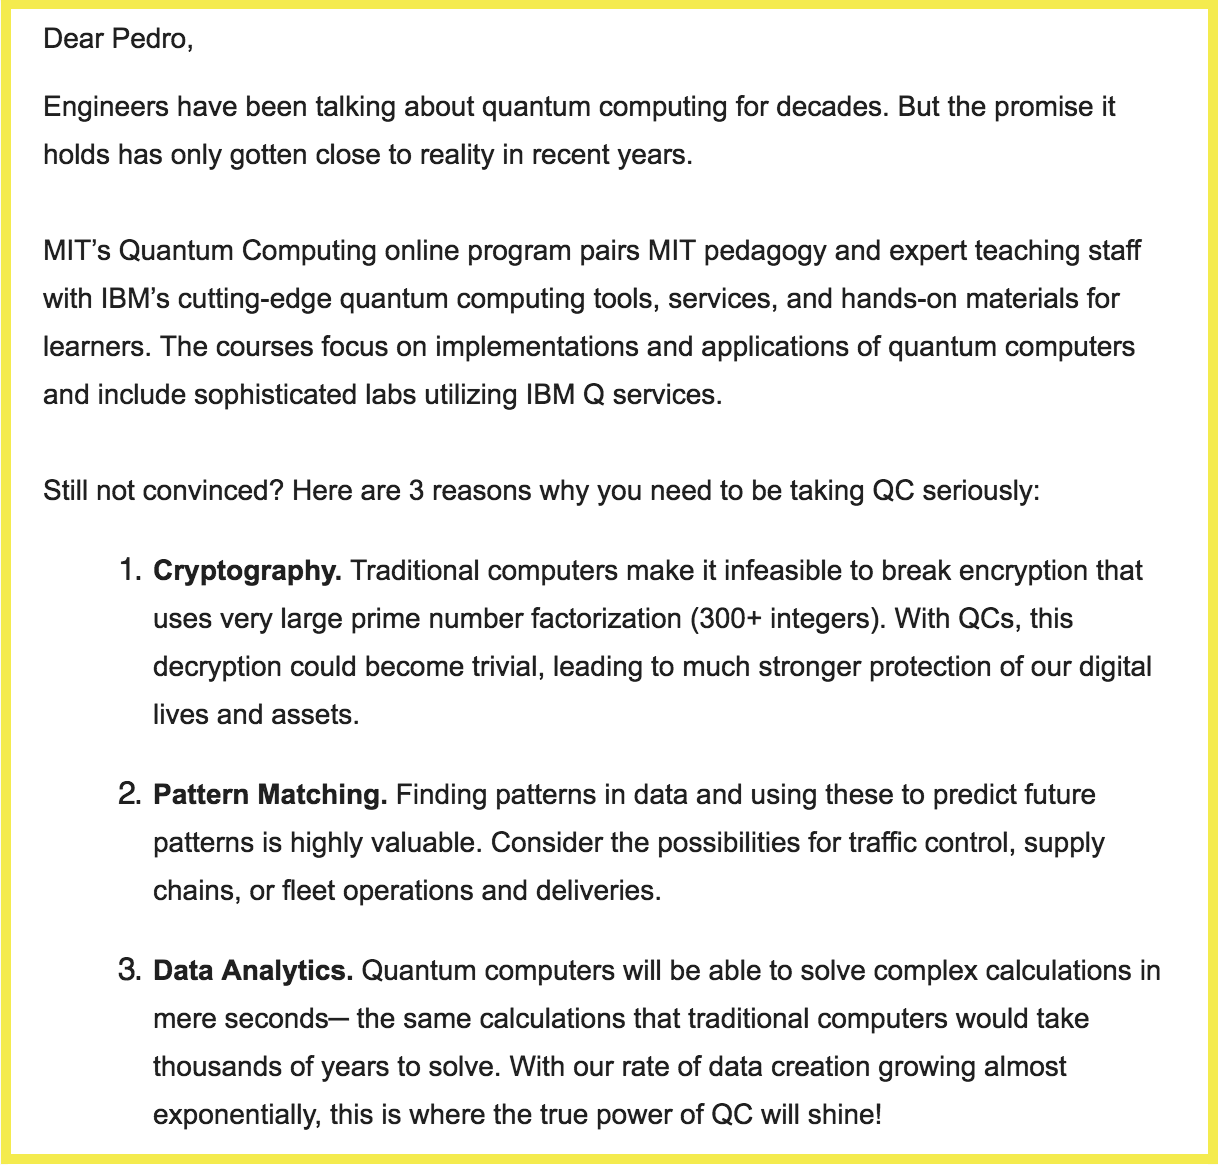 Dear Pedro,
Engineers have been talking about quantum computing for decades. But the promise it
holds has only gotten close to reality in recent years.
MIT’s Quantum Computing online program pairs MIT pedagogy and expert teaching staff
with IBM’s cutting-edge quantum computing tools, services, and hands-on materials for
learners. The courses focus on implementations and applications of quantum computers
and include sophisticated labs utilizing IBM Q services.
Still not convinced? Here are 3 reasons why you need to be taking QC seriously:
1. Cryptography. Traditional computers make it infeasible to break encryption that
uses very large prime number factorization (300+ integers). With QCs, this
decryption could become trivial, leading to much stronger protection of our digital
lives and assets.
2. Pattern Matching. Finding patterns in data and using these to predict future
patterns is highly valuable. Consider the possibilities for traffic control, supply
chains, or fleet operations and deliveries.
3. Data Analytics. Quantum computers will be able to solve complex calculations in
mere seconds— the same calculations that traditional computers would take
thousands of years to solve. With our rate of data creation growing almost
exponentially, this is where the true power of QC will shine!